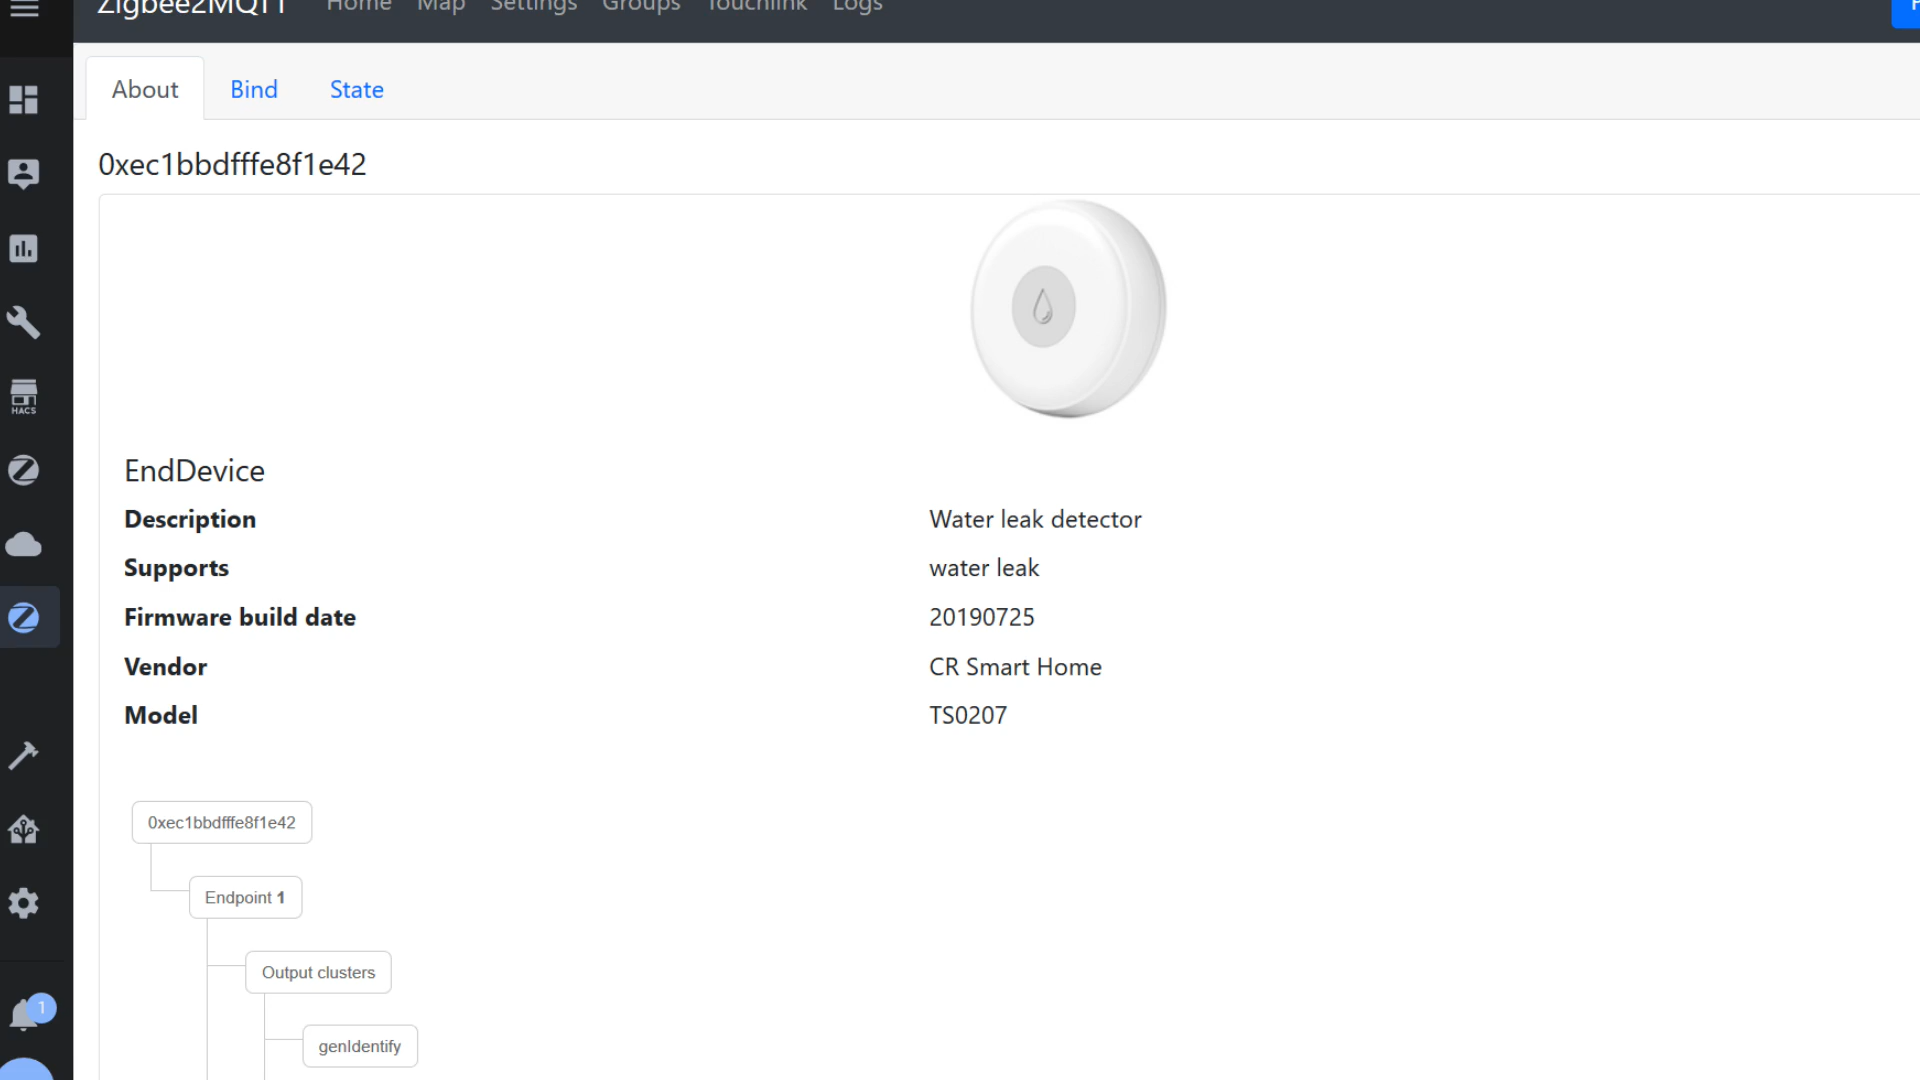 Zigbee2MQTT Home Map Settings Groups Touchlink Logs
About Bind State
0xec1bbdfffe8f1e42
HACS
EndDevice
Description Water leak detector
Supports water leak
Firmware build date 20190725
Vendor CR Smart Home
Model TS0207
0xec1bbdfffe8f1e42
Endpoint 1
Output clusters
1
genIdentify